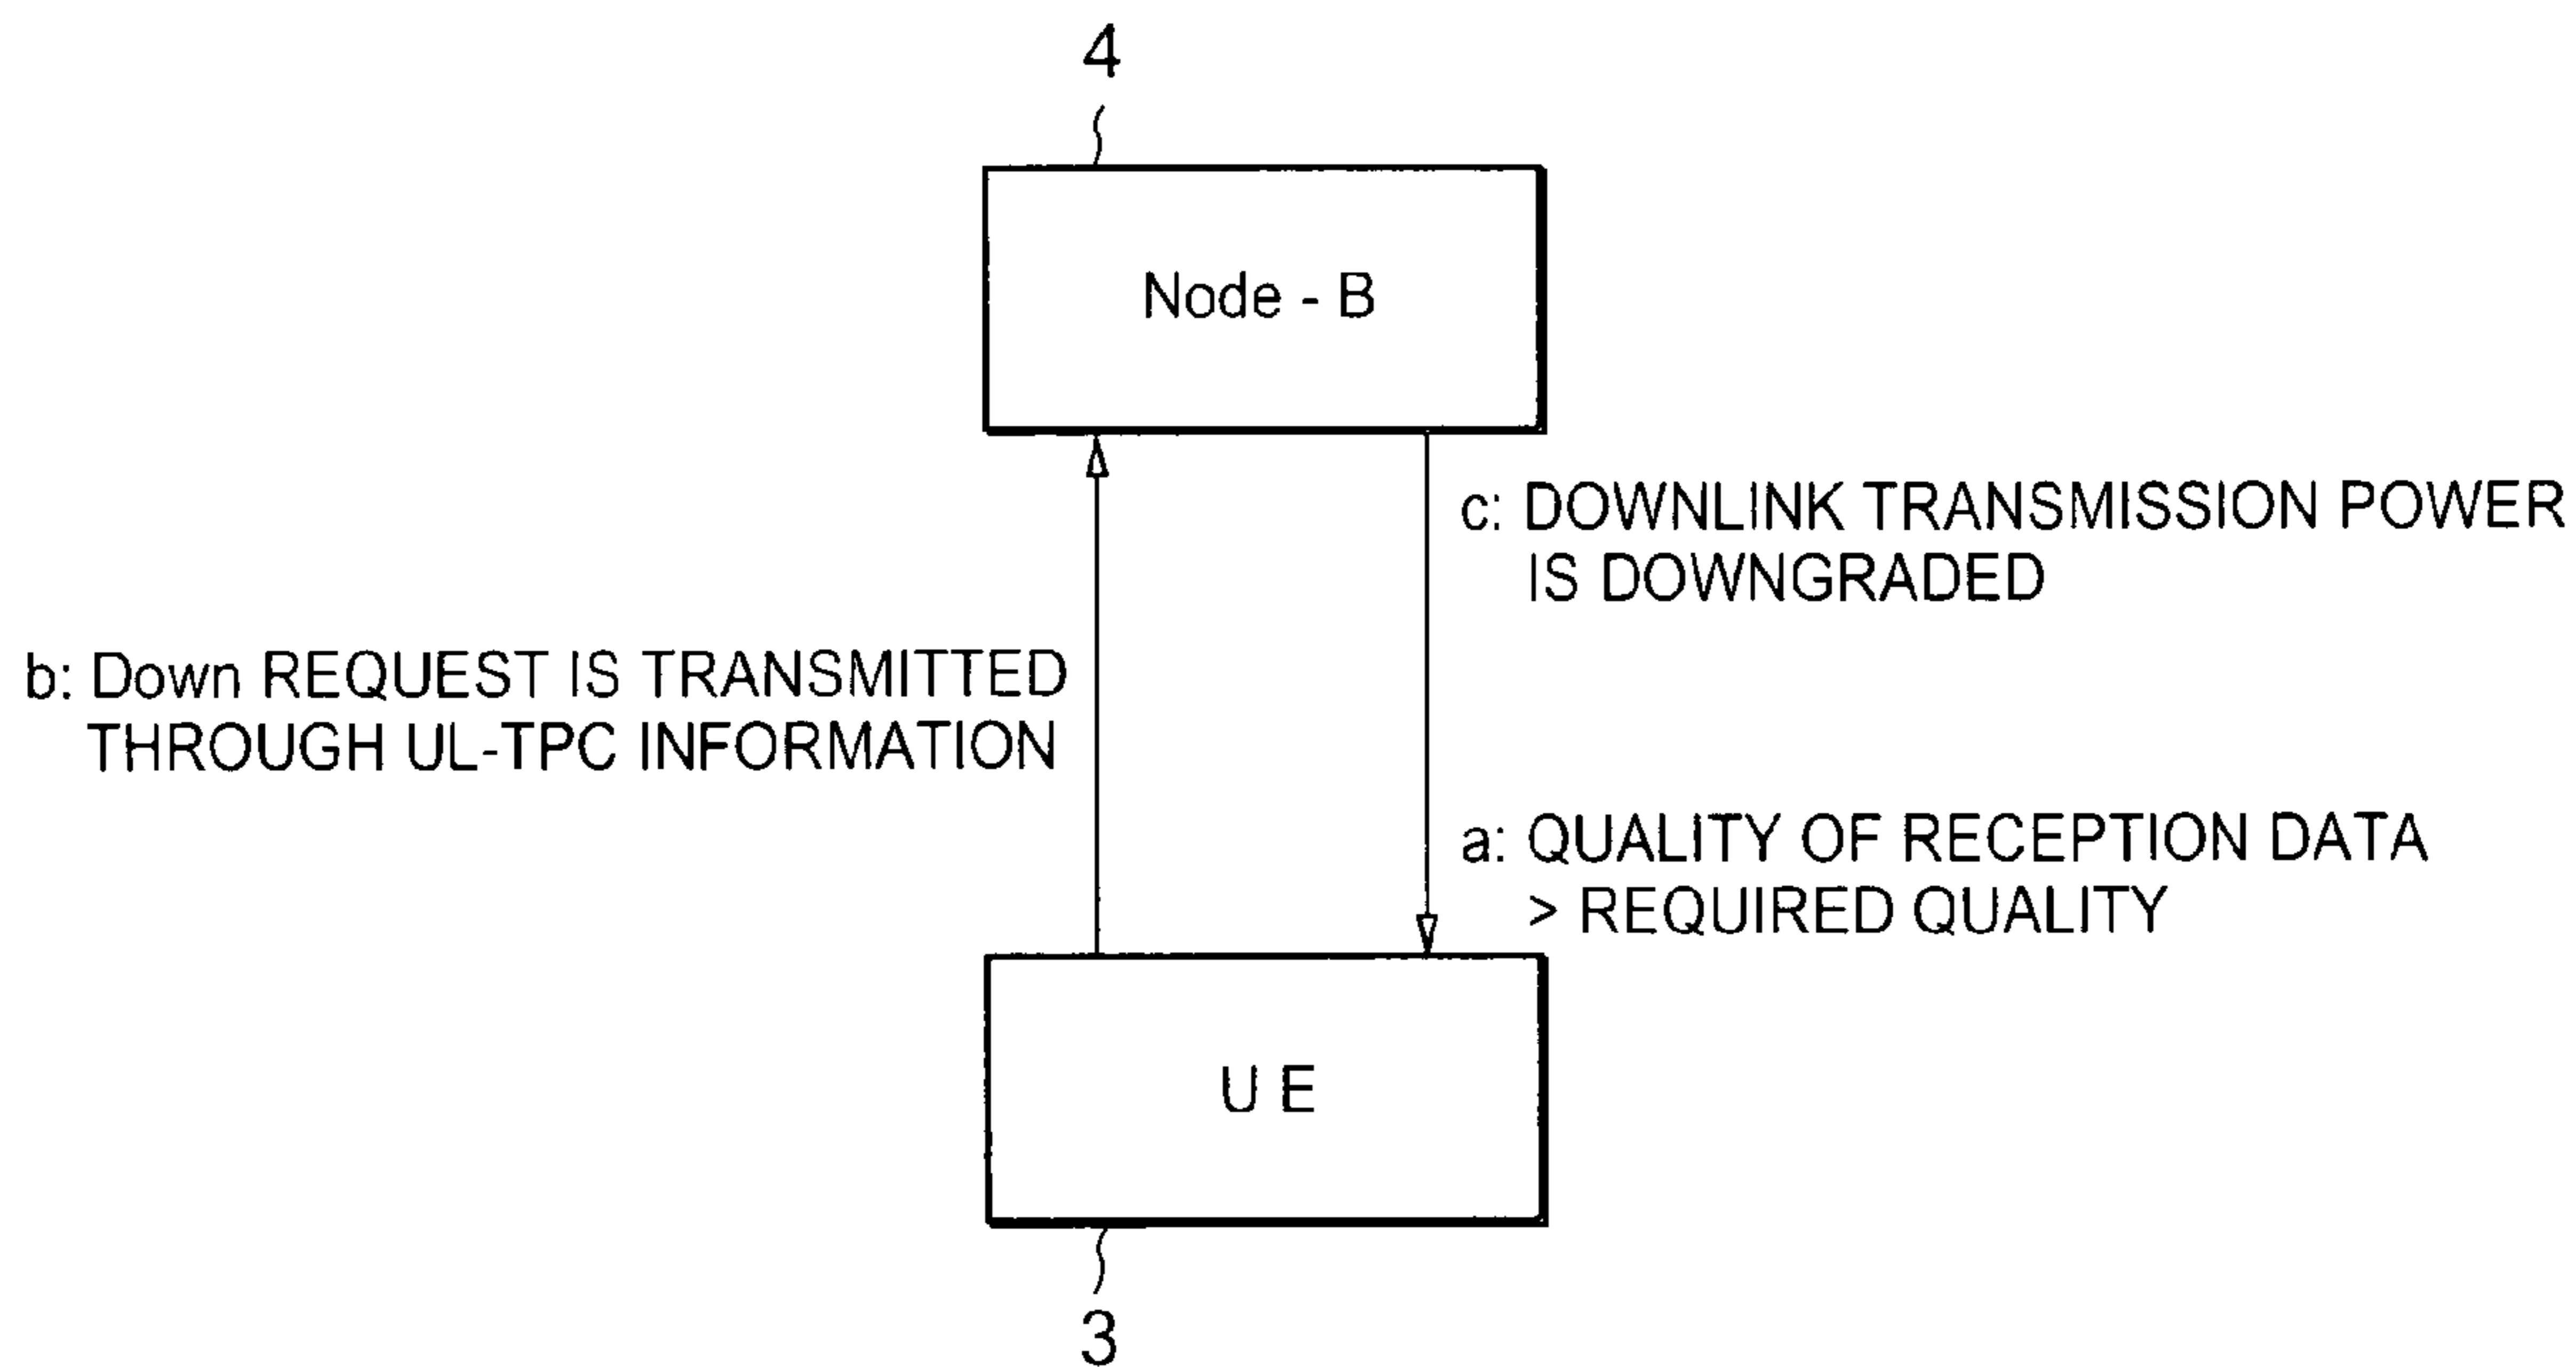 4
Node - B
c: DOWNLINK TRANSMISSION POWER
IS DOWNGRADED
b: Down REQUEST IS TRANSMITTED
THROUGH UL-TPC INFORMATION
a: QUALITY OF RECEPTION DATA
> REQUIRED QUALITY
U E
3